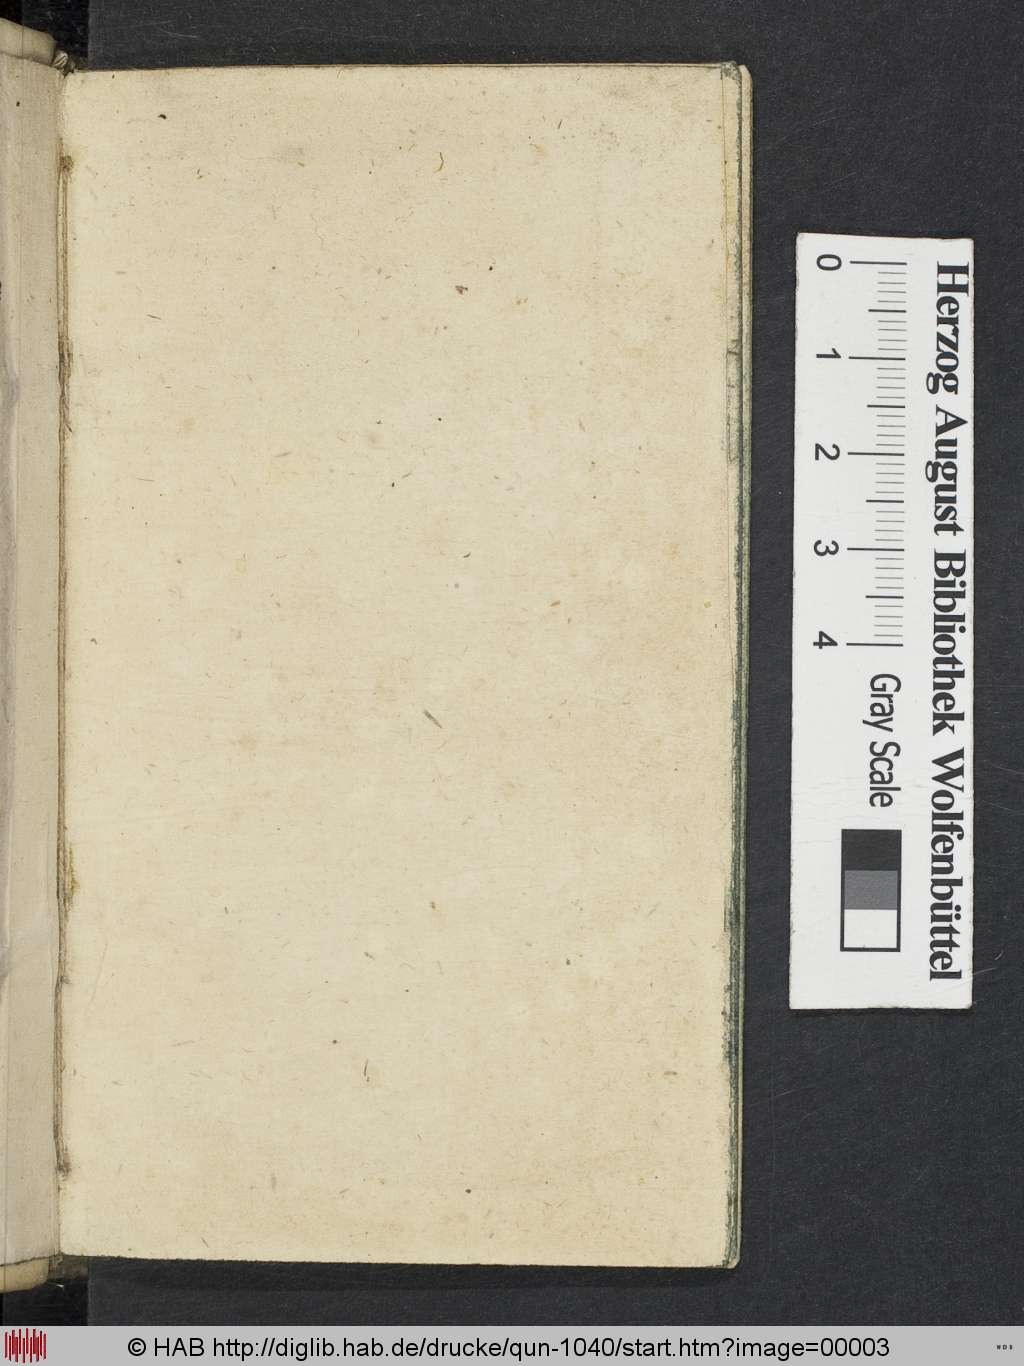 Herzog August Bibliothek Wolfenbüttel
0 1 2 3 4
Gray Scale
© HAB http://diglib.hab.de/drucke/qun-1040/start.htm?image=00003